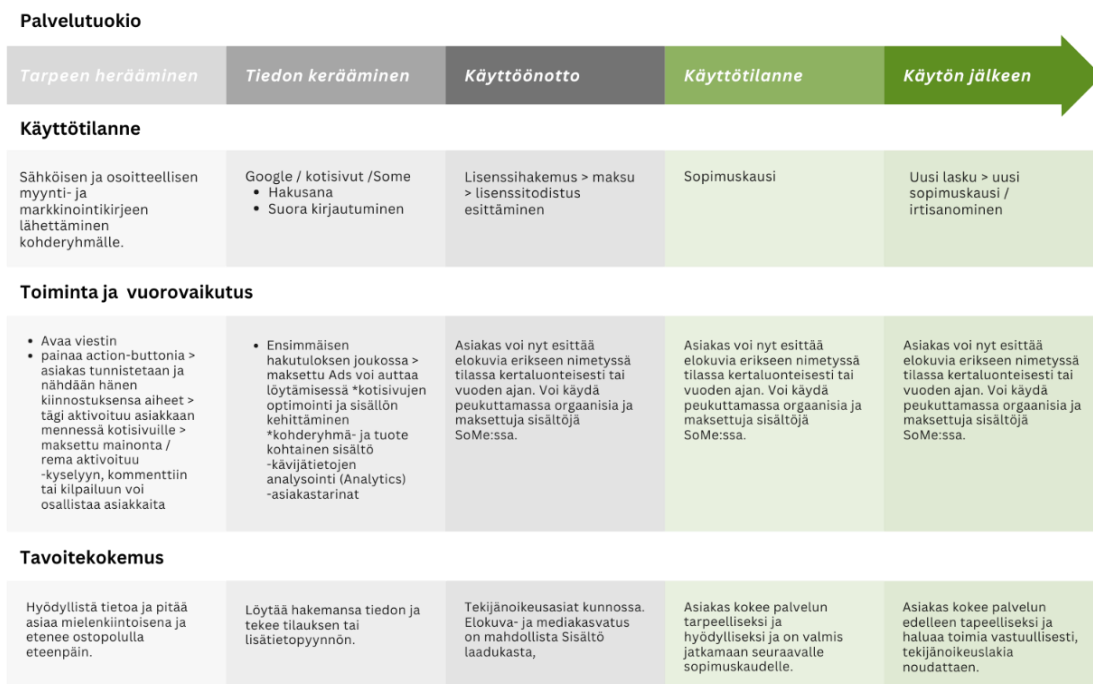 Palvelutuokio
Tarpeen herääminen
Tiedon kerääminen
Käyttöönotto
Käyttötilanne
Käytön jälkeen
Käyttötilanne
Sähköisen ja osoitteellisen
myynti- ja
markkinointikirjeen
lähettäminen
kohderyhmälle.
Google / kotisivut /Some
• Hakusana
• Suora kirjautuminen
Lisenssihakemus > maksu
> lisenssitodistus
esittäminen
Sopimuskausi
Uusi lasku > uusi
sopimuskausi /
irtisanominen
Toiminta ja vuorovaikutus
• Avaa viestin
• painaa action-buttonia >
asiakas tunnistetaan ja
nähdään hänen
kiinnostuksensa aiheet >
tägi aktivoituu asiakkaan
mennessä kotisivuille >
maksettu mainonta /
rema aktivoituu
-kyselyyn, kommenttiin
tai kilpailuun voi
osallistaa asiakkaita
• Ensimmäisen
hakutuloksen joukossa >
maksettu Ads voi auttaa
löytämisessä *kotisivujen
optimointi ja sisällön
kehittäminen
*kohderyhmä- ja tuote
kohtainen sisältö
-kävijätietojen
analysointi (Analytics)
-asiakastarinat
Asiakas voi nyt esittää
elokuvia erikseen nimetyssä
tilassa kertaluonteisesti tai
vuoden ajan. Voi käydä
peukuttamassa orgaanisia ja
maksettuja sisältöjä
SoMe:ssa.
Asiakas voi nyt esittää
elokuvia erikseen nimetyssä
tilassa kertaluonteisesti tai
vuoden ajan. Voi käydä
peukuttamassa orgaanisia ja
maksettuja sisältöjä
SoMe:ssa.
Asiakas voi nyt esittää
elokuvia erikseen nimetyssä
tilassa kertaluonteisesti tai
vuoden ajan. Voi käydä
peukuttamassa orgaanisia ja
maksettuja sisältöjä
SoMe:ssa.
Tavoitekokemus
Hyödyllistä tietoa ja pitää
asiaa mielenkiintoisena ja
etenee ostopolulla
eteenpäin.
Löytää hakemansa tiedon ja
tekee tilauksen tai
lisätietopyynnön.
Tekijänoikeusasiat kunnossa.
Elokuva- ja mediakasvatus
on mahdollista Sisältö
laadukasta,
Asiakas kokee palvelun
tarpeelliseksi ja
hyödylliseksi ja on valmis
jatkamaan seuraavalle
sopimuskaudelle.
Asiakas kokee palvelun
edelleen tapeelliseksi ja
haluaa toimia vastuullisesti,
tekijänoikeuslakia
noudattaen.